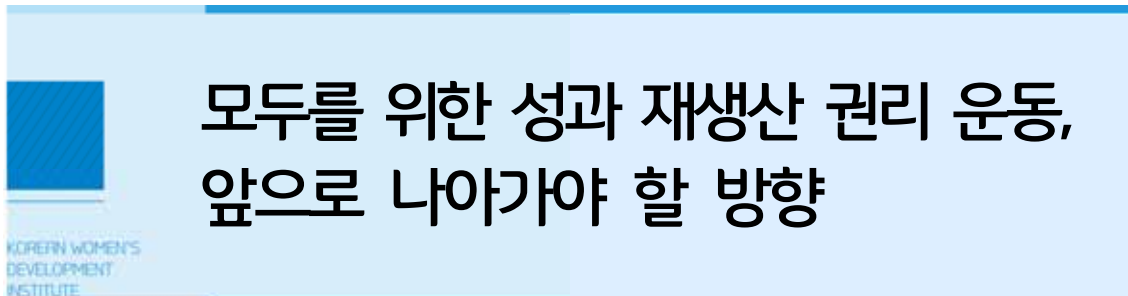 모두를 위한 성과 재생산 권리 운동,
앞으로 나아가야 할 방향
KOREAN WOMEN'S
DEVELOPMENT
INSTITUTE